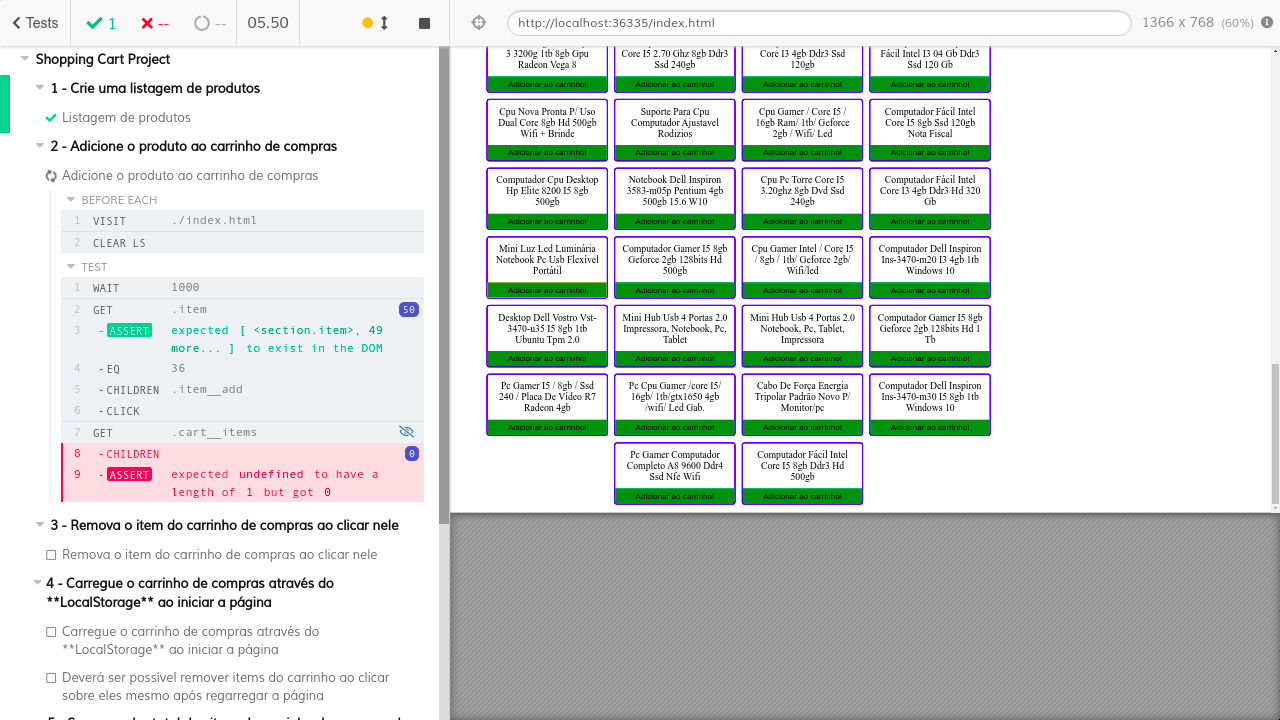 Tests
1
--
--
05.50
http://localhost:36335/index.html
1366 x 768 (60%)
Shopping Cart Project
1 - Crie uma listagem de produtos
Listagem de produtos
2 - Adicione o produto ao carrinho de compras
Adicione o produto ao carrinho de compras
BEFORE EACH
1 VISIT ./index.html
2 CLEAR LS
TEST
1 WAIT 1000
2 GET .item 50
3 -ASSERT expected [ <section.item>, 49
more... ] to exist in the DOM
4 -EQ 36
5 -CHILDREN .item__add
6 -CLICK
7 GET .cart__items
8 -CHILDREN 0
9 -ASSERT expected undefined to have a
length of 1 but got 0
3 - Remova o item do carrinho de compras ao clicar nele
Remova o item do carrinho de compras ao clicar nele
4 - Carregue o carrinho de compras através do
**LocalStorage** ao iniciar a página
Carregue o carrinho de compras através do
**LocalStorage** ao iniciar a página
Deverá ser possível remover items do carrinho ao clicar
sobre eles mesmo após regarregar a página
3 3200g 1tb 8gb Gpu
Radeon Vega 8
Adicionar ao carrinho!
Core I5 2.70 Ghz 8gb Ddr3
Ssd 240gb
Adicionar ao carrinho!
Core I3 4gb Ddr3 Ssd
120gb
Adicionar ao carrinho!
Fácil Intel I3 04 Gb Ddr3
Ssd 120 Gb
Adicionar ao carrinho!
Cpu Nova Pronta P/ Uso
Dual Core 8gb Hd 500gb
Wifi + Brinde
Adicionar ao carrinho!
Suporte Para Cpu
Computador Ajustavel
Rodizios
Adicionar ao carrinho!
Cpu Gamer / Core I5 /
16gb Ram/ 1tb/ Geforce
2gb / Wifi/ Led
Adicionar ao carrinho!
Computador Fácil Intel
Core I5 8gb Ssd 120gb
Nota Fiscal
Adicionar ao carrinho!
Computador Cpu Desktop
Hp Elite 8200 I5 8gb
500gb
Adicionar ao carrinho!
Notebook Dell Inspiron
3583-m05p Pentium 4gb
500gb 15.6 W10
Adicionar ao carrinho!
Cpu Pc Torre Core I5
3.20ghz 8gb Dvd Ssd
240gb
Adicionar ao carrinho!
Computador Fácil Intel
Core I3 4gb Ddr3 Hd 320
Gb
Adicionar ao carrinho!
Mini Luz Led Luminária
Notebook Pc Usb Flexível
Portátil
Adicionar ao carrinho!
Computador Gamer I5 8gb
Geforce 2gb 128bits Hd
500gb
Adicionar ao carrinho!
Cpu Gamer Intel / Core I5
/ 8gb / 1tb/ Geforce 2gb/
Wifi/led
Adicionar ao carrinho!
Computador Dell Inspiron
Ins-3470-m20 I3 4gb 1tb
Windows 10
Adicionar ao carrinho!
Desktop Dell Vostro Vst-
3470-u35 I5 8gb 1tb
Ubuntu Tpm 2.0
Adicionar ao carrinho!
Mini Hub Usb 4 Portas 2.0
Impressora, Notebook, Pc,
Tablet
Adicionar ao carrinho!
Mini Hub Usb 4 Portas 2.0
Notebook, Pc, Tablet,
Impressora
Adicionar ao carrinho!
Computador Gamer I5 8gb
Geforce 2gb 128bits Hd 1
Tb
Adicionar ao carrinho!
Pc Gamer I5 / 8gb / Ssd
240 / Placa De Vídeo R7
Radeon 4gb
Adicionar ao carrinho!
Pc Cpu Gamer /core I5/
16gb/ 1tb/gtx1650 4gb
/wifi/ Led Gab.
Adicionar ao carrinho!
Cabo De Força Energia
Tripolar Padrão Novo P/
Monitor/pc
Adicionar ao carrinho!
Computador Dell Inspiron
Ins-3470-m30 I5 8gb 1tb
Windows 10
Adicionar ao carrinho!
Pc Gamer Computador
Completo A8 9600 Ddr4
Ssd Nfe Wifi
Adicionar ao carrinho!
Computador Fácil Intel
Core I5 8gb Ddr3 Hd
500gb
Adicionar ao carrinho!